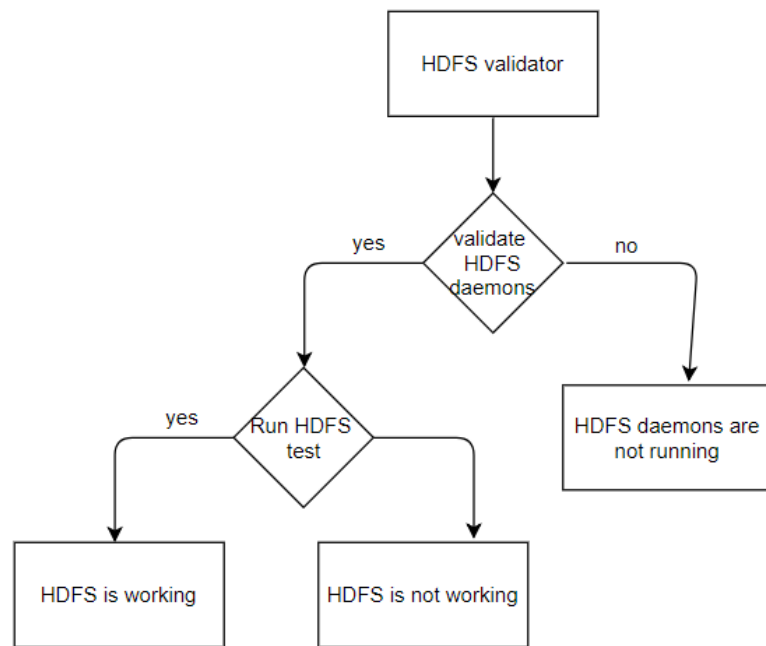 HDFS validator
yes
no
validate
HDFS
daemons
yes
Run HDFS
test
HDFS daemons are
not running
HDFS is working
HDFS is not working